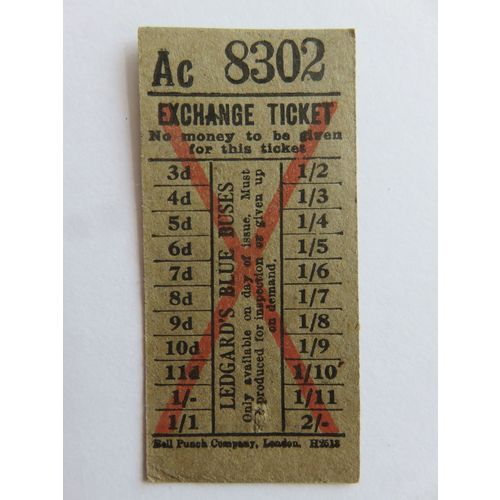 Ac 8302
EXCHANGE TICKET
No money to be given
for this ticket
3d
4d
5d
6d
7d
8d
9d
10d
11d
1/-
1/1
LEDGARD'S BLUE BUSES
Only available on day of issue. Must
be produced for inspection or given up
on demand.
1/2
1/3
1/4
1/5
1/6
1/7
1/8
1/9
1/10
1/11
2/-
Bell Punch Company, London. H2513